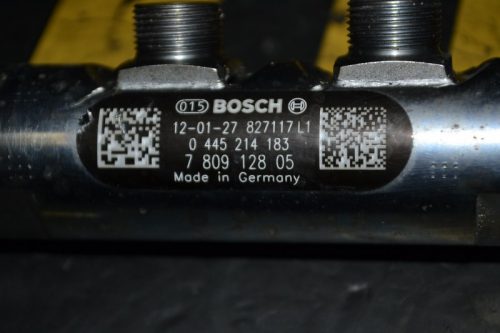 015 BOSCH
12-01-27 827117 L1
0 445 214 183
7 809 128 05
Made in Germany